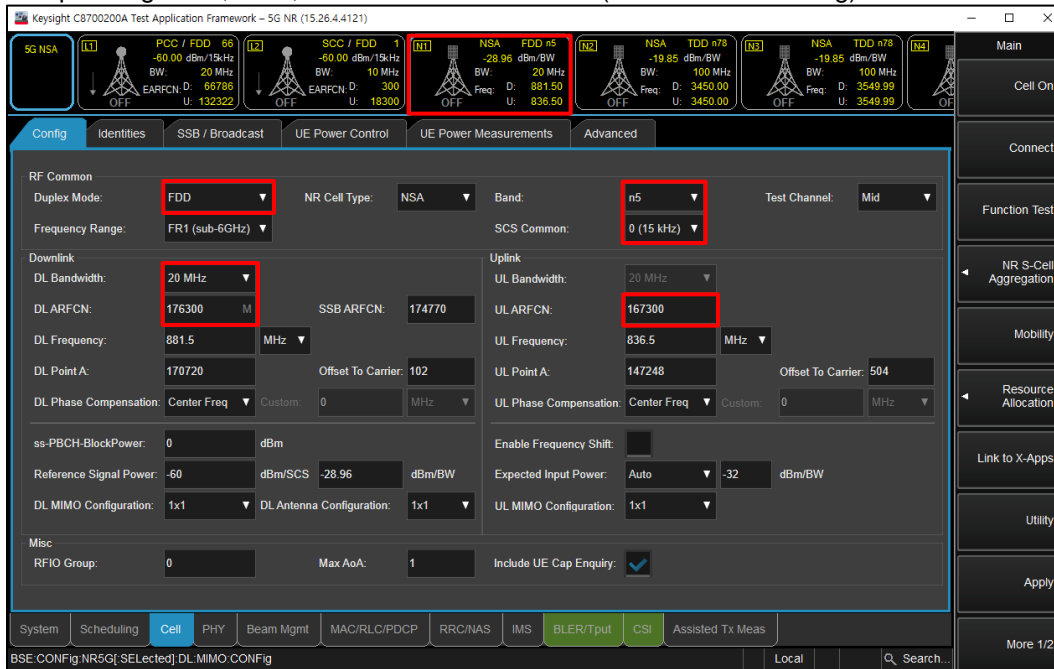 Keysight C8700200A Test Application Framework – 5G NR (15.26.4.4121)
5G NSA
L1 PCC / FDD 66
-60.00 dBm/15kHz
BW: 20 MHz
EARFCN: D: 66786
U: 132322
OFF
L2 SCC / FDD 1
-60.00 dBm/15kHz
BW: 10 MHz
EARFCN: D: 300
U: 18300
OFF
N1 NSA FDD n5
-28.96 dBm/BW
BW: 20 MHz
Freq: D: 881.50
U: 836.50
OFF
N2 NSA TDD n78
-19.85 dBm/BW
BW: 100 MHz
Freq: D: 3450.00
U: 3450.00
OFF
N3 NSA TDD n78
-19.85 dBm/BW
BW: 100 MHz
Freq: D: 3549.99
U: 3549.99
OFF
N4
Config Identities SSB / Broadcast UE Power Control UE Power Measurements Advanced
RF Common
Duplex Mode: FDD NR Cell Type: NSA Band: n5 Test Channel: Mid
Frequency Range: FR1 (sub-6GHz) SCS Common: 0 (15 kHz)
Downlink Uplink
DL Bandwidth: 20 MHz UL Bandwidth: 20 MHz
DL ARFCN: 176300 M SSB ARFCN: 174770 UL ARFCN: 167300
DL Frequency: 881.5 MHz UL Frequency: 836.5 MHz
DL Point A: 170720 Offset To Carrier: 102 UL Point A: 147248 Offset To Carrier: 504
DL Phase Compensation: Center Freq Custom: 0 MHz UL Phase Compensation: Center Freq Custom: 0 MHz
ss-PBCH-BlockPower: 0 dBm Enable Frequency Shift:
Reference Signal Power: -60 dBm/SCS -28.96 dBm/BW Expected Input Power: Auto -32 dBm/BW
DL MIMO Configuration: 1x1 DL Antenna Configuration: 1x1 UL MIMO Configuration: 1x1
Misc
RFIO Group: 0 Max AoA: 1 Include UE Cap Enquiry:
System Scheduling Cell PHY Beam Mgmt MAC/RLC/PDCP RRC/NAS IMS BLER/Tput CSI Assisted Tx Meas
BSE:CONFig:NR5G[:SELected]:DL:MIMO:CONFig Local Search...
Main
Cell On
Connect
Function Test
NR S-Cell
Aggregation
Mobility
Resource
Allocation
Link to X-Apps
Utility
Apply
More 1/2